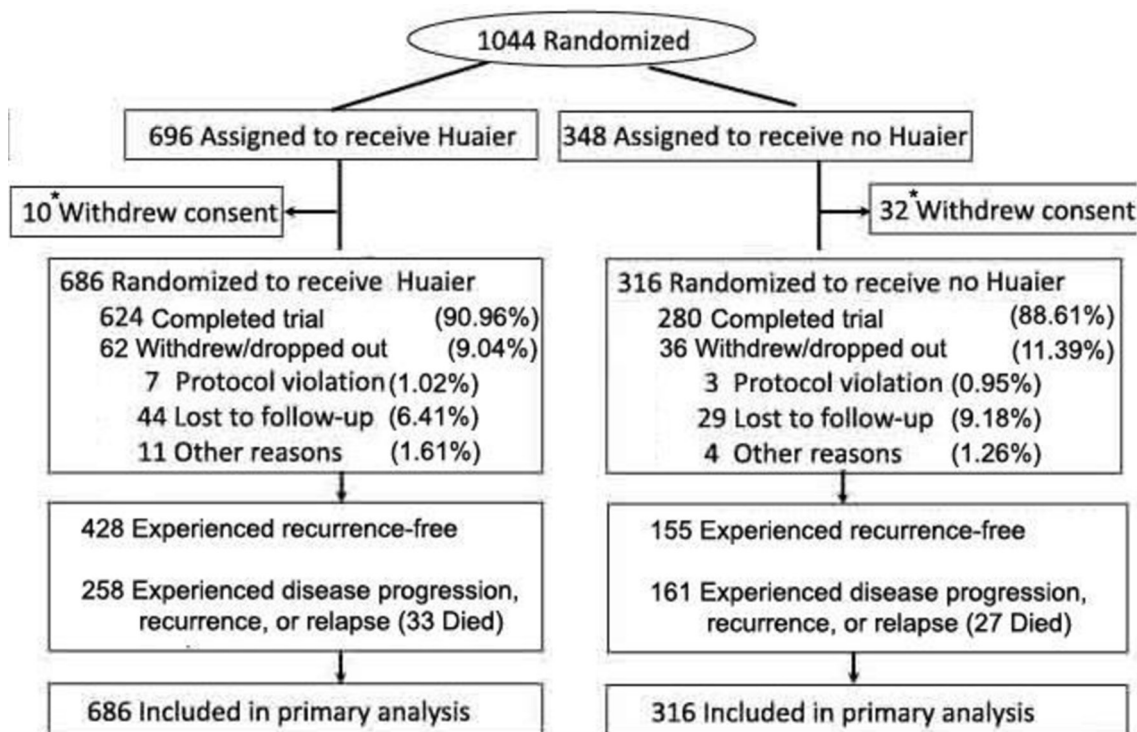 1044 Randomized
696 Assigned to receive Huaier
348 Assigned to receive no Huaier
10* Withdrew consent
32* Withdrew consent
686 Randomized to receive Huaier
624 Completed trial (90.96%)
62 Withdrew/dropped out (9.04%)
7 Protocol violation (1.02%)
44 Lost to follow-up (6.41%)
11 Other reasons (1.61%)
316 Randomized to receive no Huaier
280 Completed trial (88.61%)
36 Withdrew/dropped out (11.39%)
3 Protocol violation (0.95%)
29 Lost to follow-up (9.18%)
4 Other reasons (1.26%)
428 Experienced recurrence-free
258 Experienced disease progression,
recurrence, or relapse (33 Died)
155 Experienced recurrence-free
161 Experienced disease progression,
recurrence, or relapse (27 Died)
686 Included in primary analysis
316 Included in primary analysis